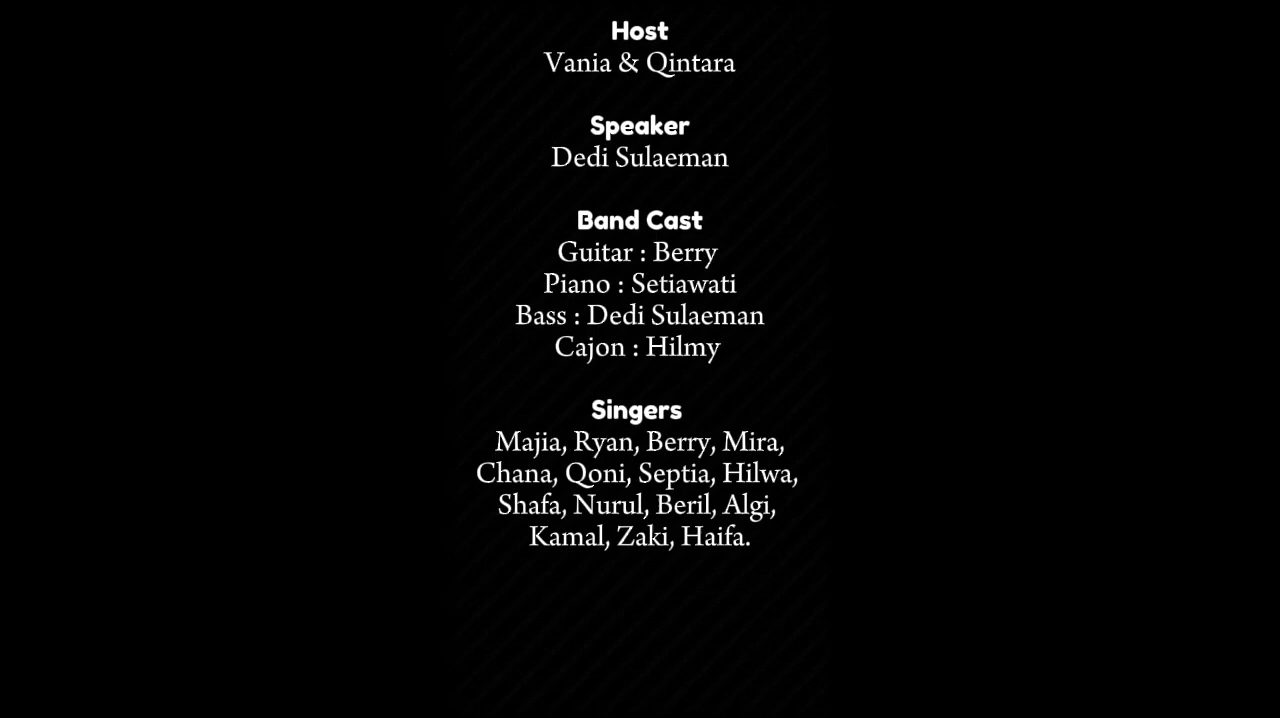 Host
Vania & Qintara
Speaker
Dedi Sulaeman
Band Cast
Guitar : Berry
Piano : Setiawati
Bass : Dedi Sulaeman
Cajon : Hilmy
Singers
Majia, Ryan, Berry, Mira,
Chana, Qoni, Septia, Hilwa,
Shafa, Nurul, Beril, Algi,
Kamal, Zaki, Haifa.